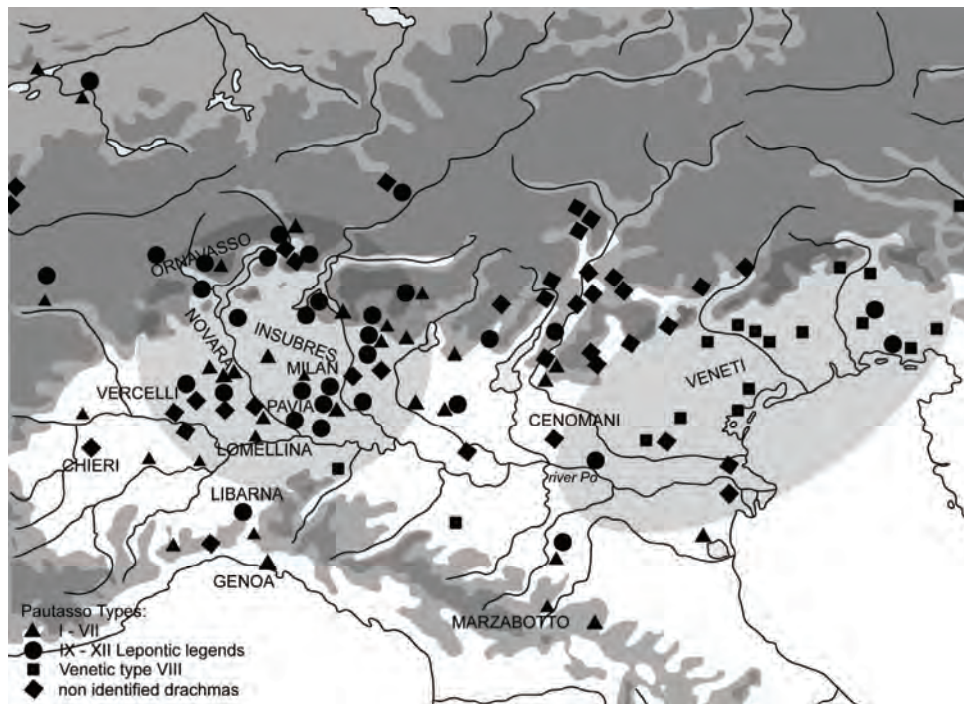 ORNAVASSO
NOVARA
INSUBRES
MILAN
VERCELLI
PAVIA
VENETI
CENOMANI
LOMELLINA
CHIERI
river Po
LIBARNA
GENOA
MARZABOTTO
Pautasso Types:
I - VII
IX - XII Lepontic legends
Venetic type VIII
non identified drachmas